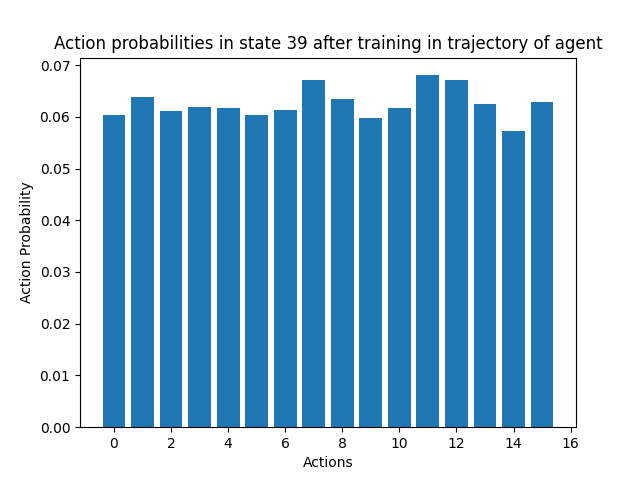 Action probabilities in state 39 after training in trajectory of agent
0.07
0.06
0.05
0.04
0.03
0.02
0.01
0.00
Action Probability
0 2 4 6 8 10 12 14 16
Actions